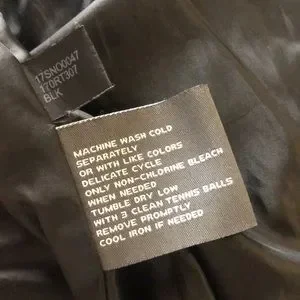 17SNO0047
170RT307
BLK
MACHINE WASH COLD
SEPARATELY
OR WITH LIKE COLORS
DELICATE CYCLE
ONLY NON-CHLORINE BLEACH
WHEN NEEDED
TUMBLE DRY LOW
WITH 3 CLEAN TENNIS BALLS
REMOVE PROMPTLY
COOL IRON IF NEEDED